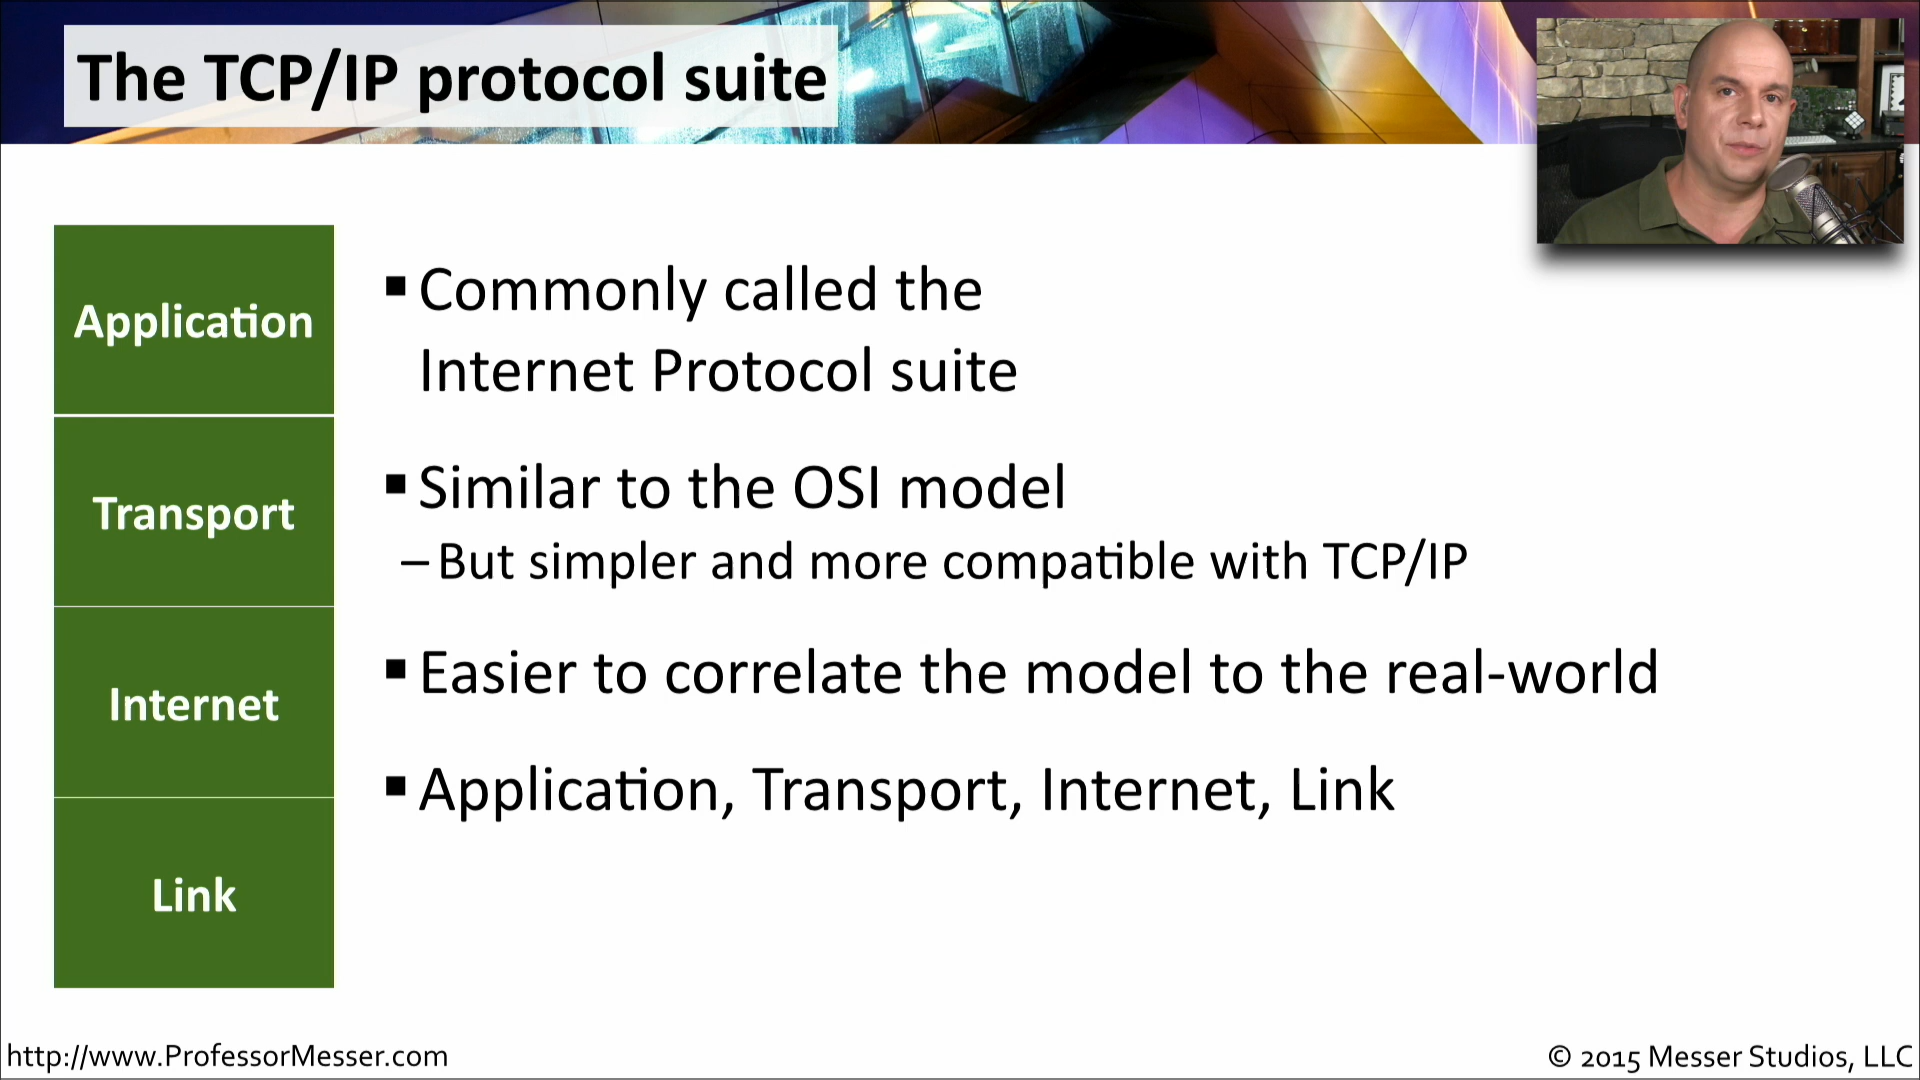 The TCP/IP protocol suite
Application
Transport
Internet
Link
▪ Commonly called the
Internet Protocol suite
▪ Similar to the OSI model
– But simpler and more compatible with TCP/IP
▪ Easier to correlate the model to the real-world
▪ Application, Transport, Internet, Link
http://www.ProfessorMesser.com
© 2015 Messer Studios, LLC